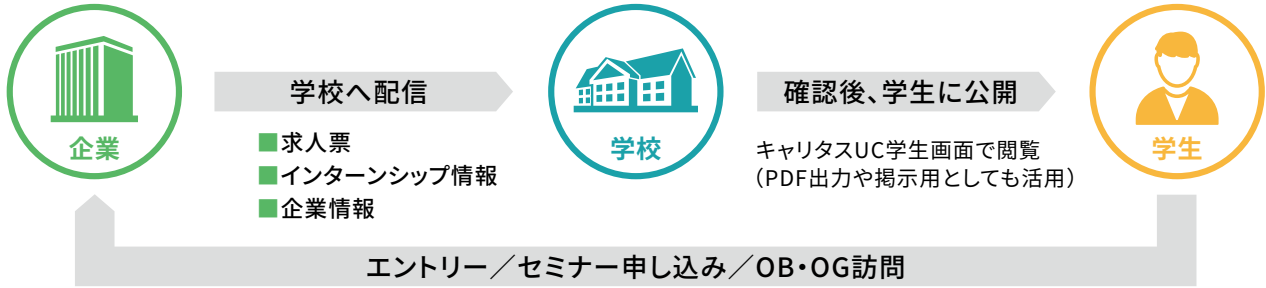 企業
学校へ配信
■求人票
■インターンシップ情報
■企業情報
学校
確認後、学生に公開
キャリタスUC学生画面で閲覧
（PDF出力や掲示用としても活用）
学生
エントリー／セミナー申し込み／OB・OG訪問